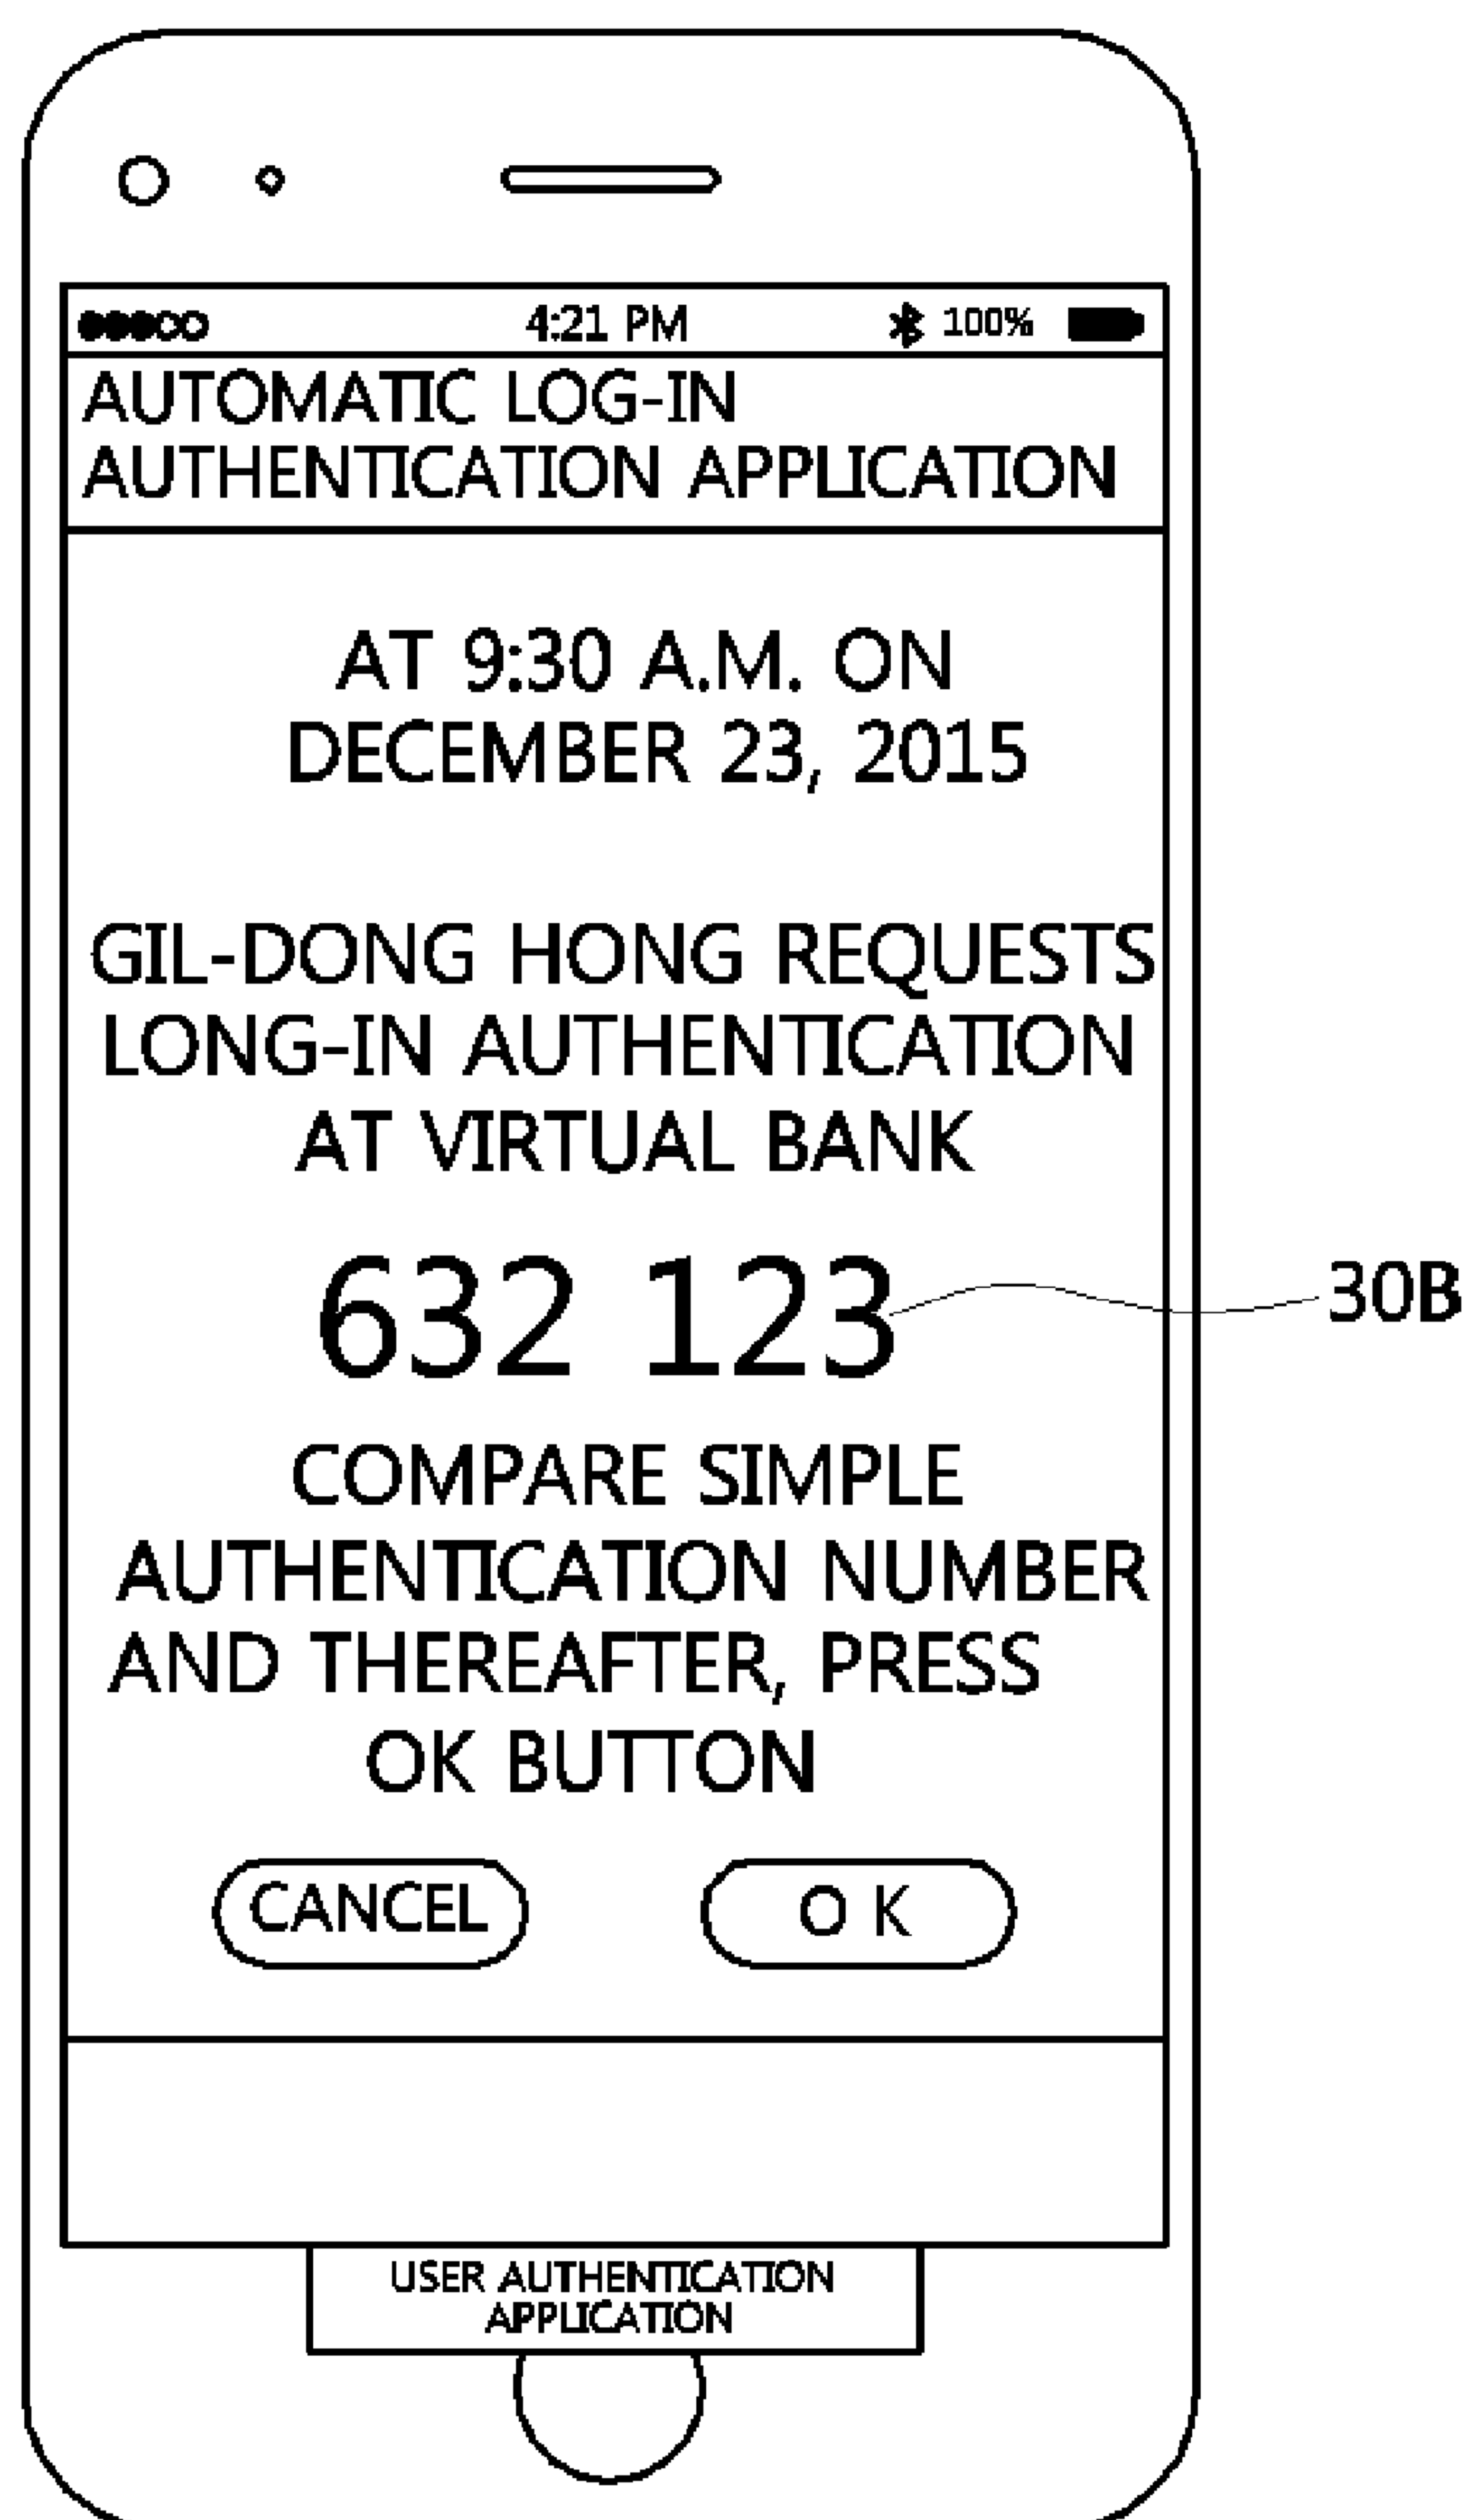 4:21 PM 100%
AUTOMATIC LOG-IN
AUTHENTICATION APPLICATION
AT 9:30 A.M. ON
DECEMBER 23, 2015
GIL-DONG HONG REQUESTS
LONG-IN AUTHENTICATION
AT VIRTUAL BANK
632 123
30B
COMPARE SIMPLE
AUTHENTICATION NUMBER
AND THEREAFTER, PRESS
OK BUTTON
CANCEL OK
USER AUTHENTICATION
APPLICATION